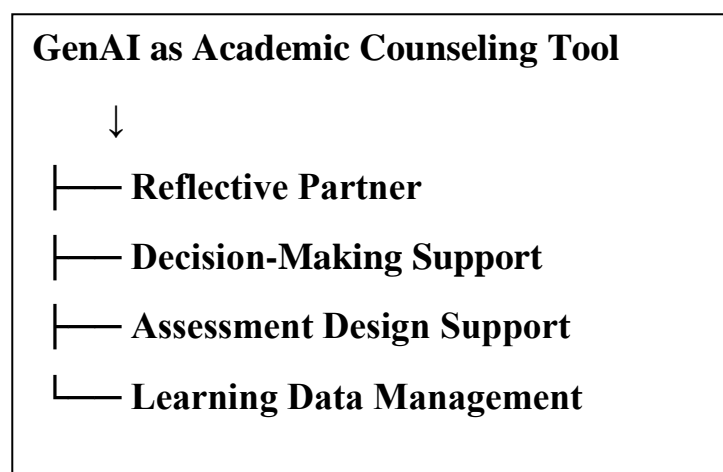 GenAI as Academic Counseling Tool
↓
├── Reflective Partner
├── Decision-Making Support
├── Assessment Design Support
└── Learning Data Management